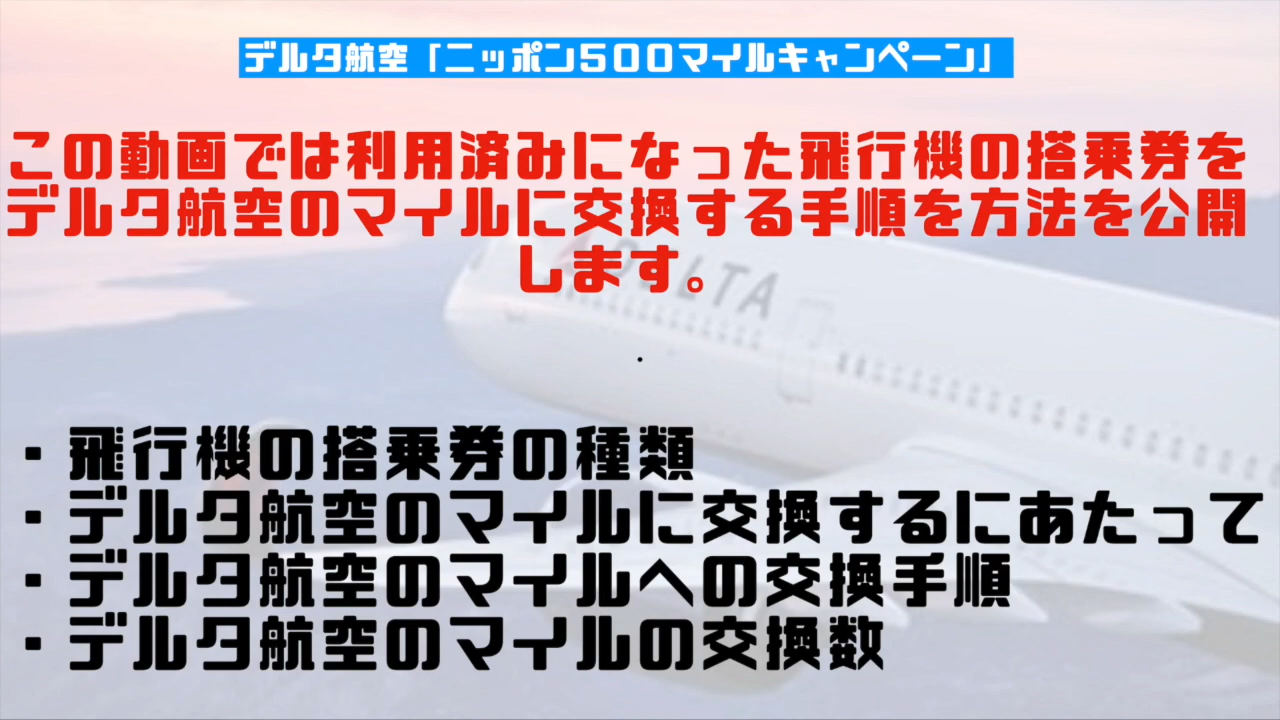 デルタ航空「ニッポン500マイルキャンペーン」
この動画では利用済みになった飛行機の搭乗券を
デルタ航空のマイルに交換する手順を方法を公開
します。
DELTA
・飛行機の搭乗券の種類
・デルタ航空のマイルに交換するにあたって
・デルタ航空のマイルへの交換手順
・デルタ航空のマイルの交換数